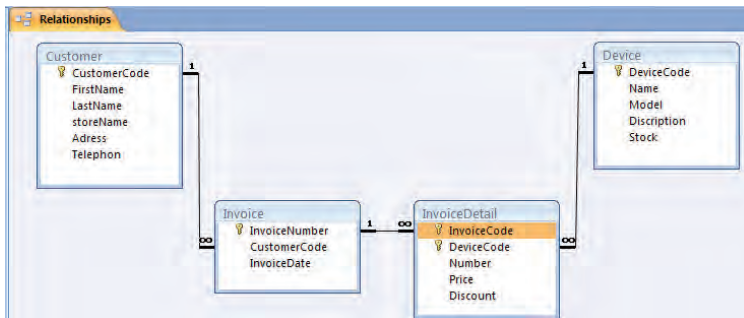 Relationships
Customer
CustomerCode
FirstName
LastName
storeName
Adress
Telephon
1
∞
Invoice
InvoiceNumber
CustomerCode
InvoiceDate
1
∞
InvoiceDetail
InvoiceCode
DeviceCode
Number
Price
Discount
∞
1
Device
DeviceCode
Name
Model
Discription
Stock